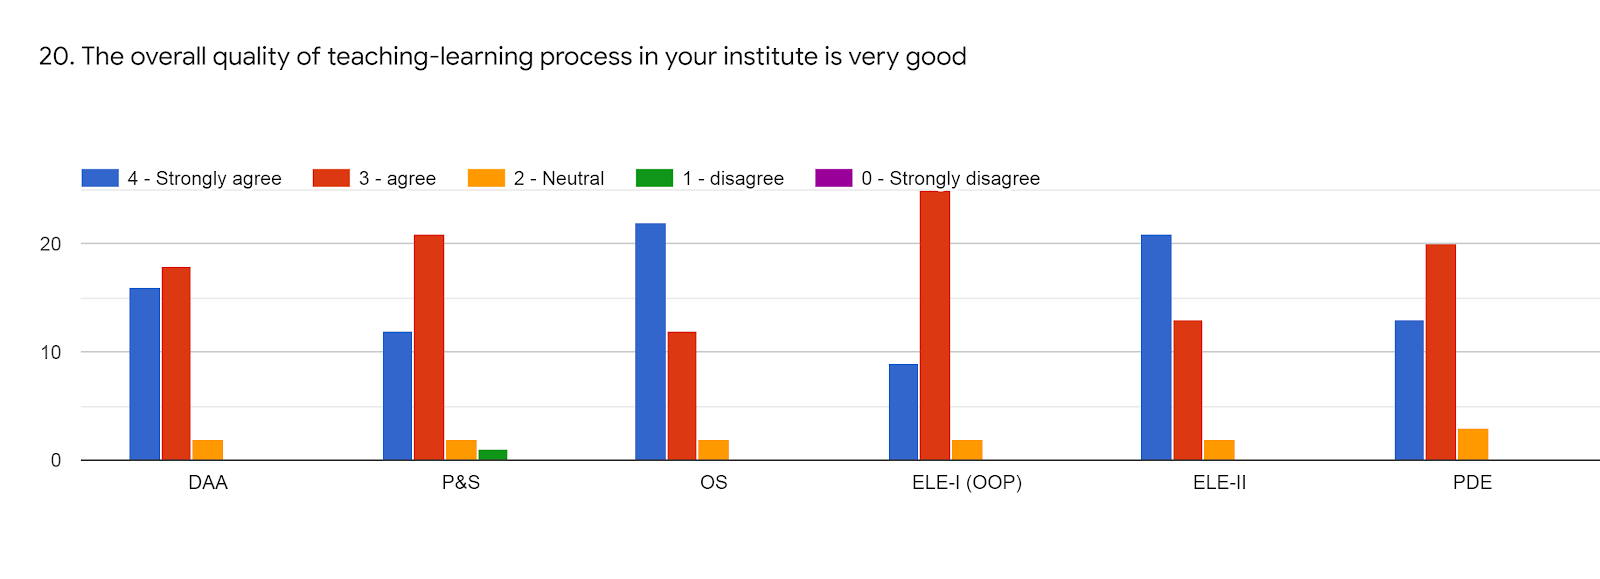 20. The overall quality of teaching-learning process in your institute is very good
4 - Strongly agree 3 - agree 2 - Neutral 1 - disagree 0 - Strongly disagree
20
10
0
DAA P&S OS ELE-I (OOP) ELE-II PDE